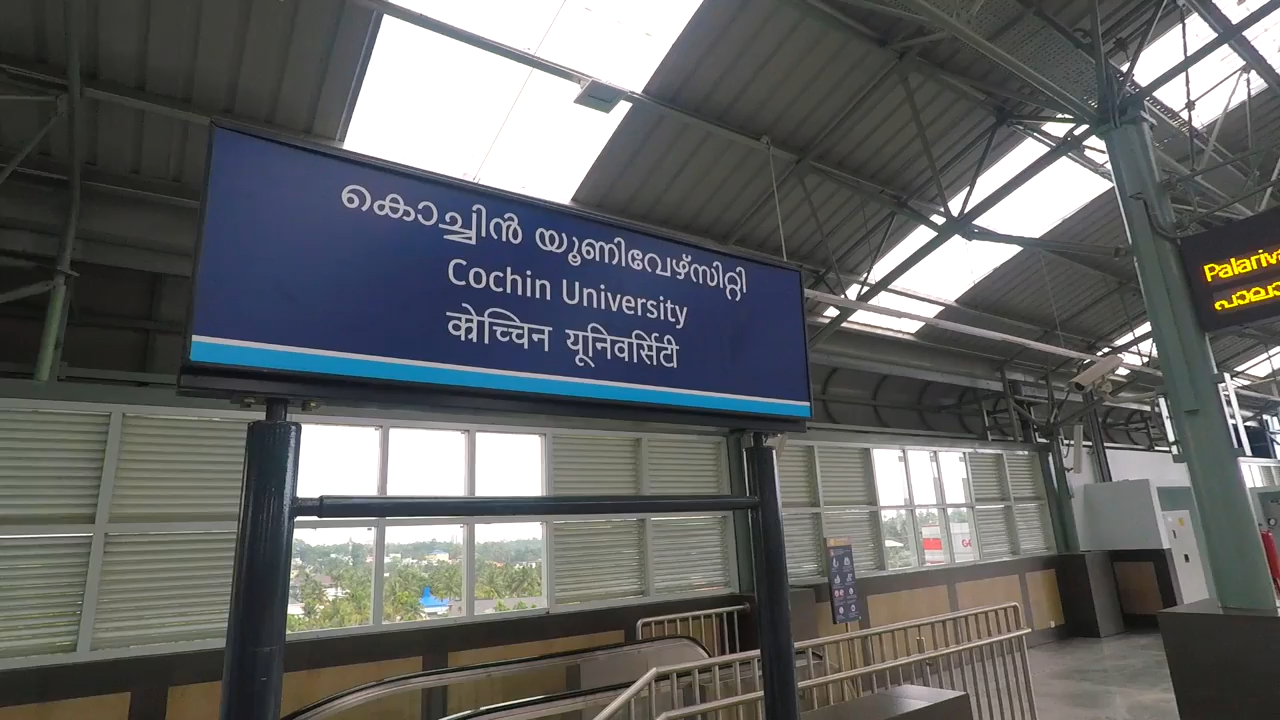 കൊച്ചിൻ യൂണിവേഴ്സിറ്റി
Cochin University
कोच्चिन यूनिवर्सिटी